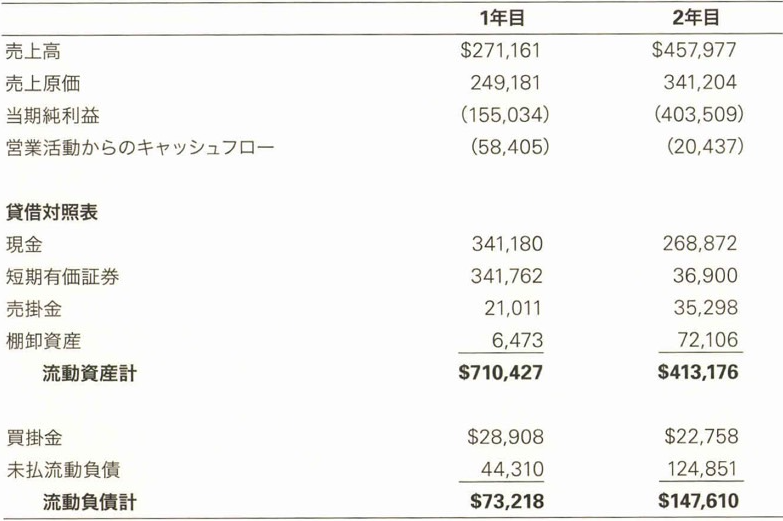 1年目 2年目
売上高 $271,161 $457,977
売上原価 249,181 341,204
当期純利益 (155,034) (403,509)
営業活動からのキャッシュフロー (58,405) (20,437)
貸借対照表
現金 341,180 268,872
短期有価証券 341,762 36,900
売掛金 21,011 35,298
棚卸資産 6,473 72,106
流動資産計 $710,427 $413,176
買掛金 $28,908 $22,758
未払流動負債 44,310 124,851
流動負債計 $73,218 $147,610